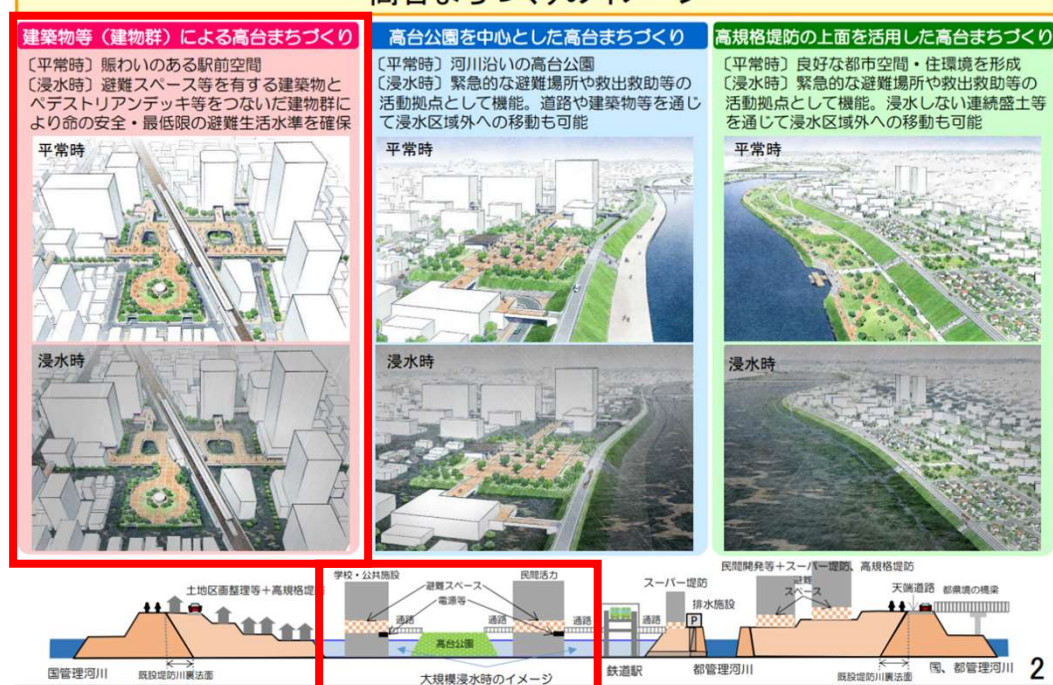 高台まちづくりのイメージ
建築物等（建物群）による高台まちづくり
〔平常時〕賑わいのある駅前空間
〔浸水時〕避難スペース等を有する建築物と
ペデストリアンデッキ等をつないだ建物群に
より命の安全・最低限の避難生活水準を確保
平常時
浸水時
高台公園を中心とした高台まちづくり
〔平常時〕河川沿いの高台公園
〔浸水時〕緊急的な避難場所や救出救助等の
活動拠点として機能。道路や建築物等を通じ
て浸水区域外への移動も可能
平常時
浸水時
高規格堤防の上面を活用した高台まちづくり
〔平常時〕良好な都市空間・住環境を形成
〔浸水時〕緊急的な避難場所や救出救助等の
活動拠点として機能。浸水しない連続盛土等
を通じて浸水区域外への移動も可能
平常時
浸水時
土地区画整理等＋高規格堤防
国管理河川
既設堤防川裏法面
学校・公共施設
避難スペース
電源等
民間活力
通路
高台公園
通路
通路
大規模浸水時のイメージ
鉄道駅
スーパー堤防
排水施設
P
都管理河川
民間開発等＋スーパー堤防、高規格堤防
避難
スペース
天端道路
都県境の橋梁
既設堤防川裏法面
国、都管理河川
2